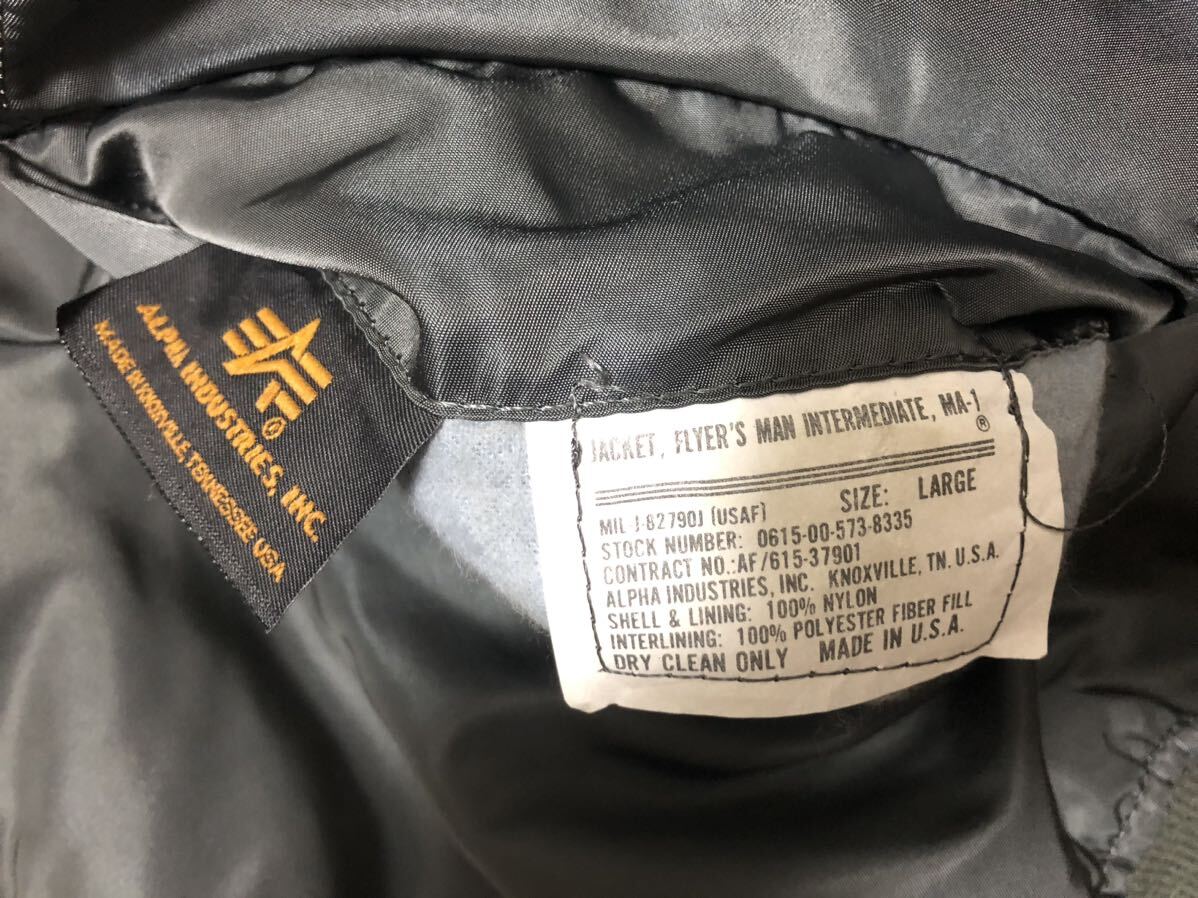 ALPHA INDUSTRIES, INC.
MADE IN KNOXVILLE, TENNESSEE USA
JACKET, FLYER'S MAN INTERMEDIATE, MA-1
®
SIZE: LARGE
MIL-J-82790J (USAF)
STOCK NUMBER: 0615-00-573-8335
CONTRACT NO.:AF/615-37901
ALPHA INDUSTRIES, INC. KNOXVILLE, TN. U.S.A.
SHELL & LINING: 100% NYLON
INTERLINING: 100% POLYESTER FIBER FILL
DRY CLEAN ONLY MADE IN U.S.A.